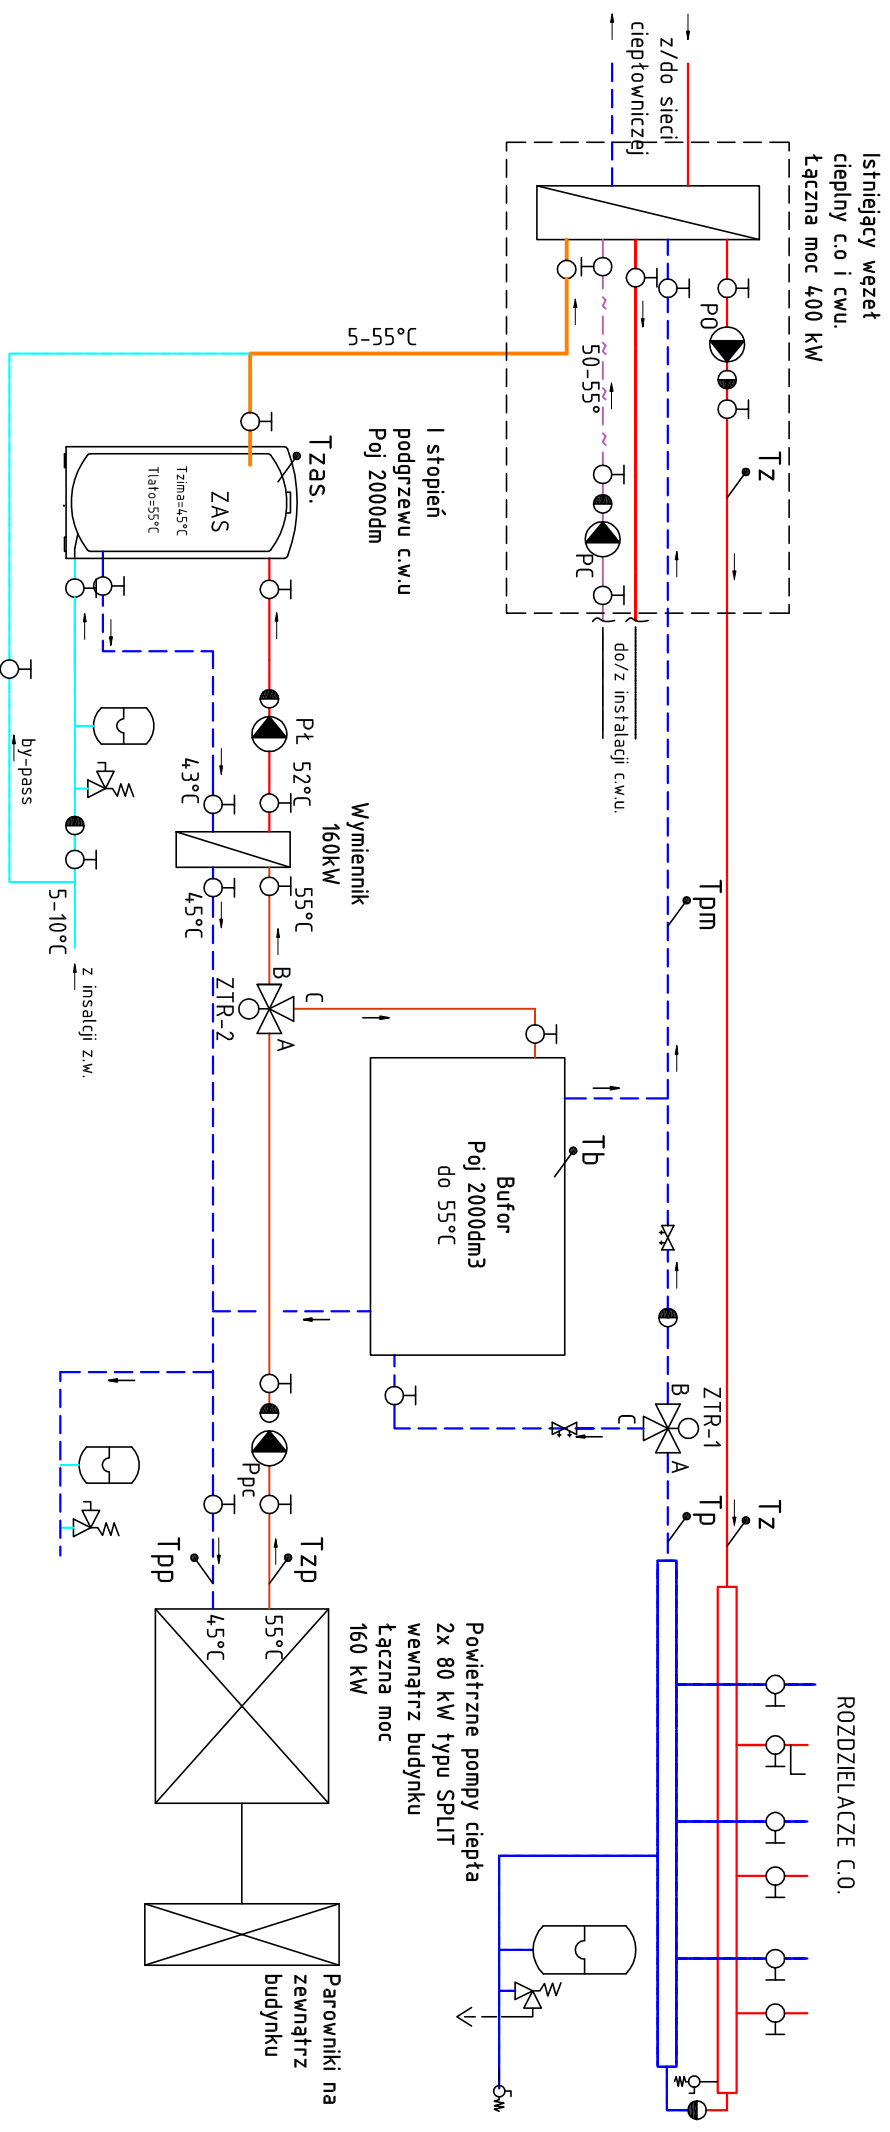 Istniejący węzeł
cieplny c.o i cwu.
Łączna moc 400 kW
z/do sieci
ciepłowniczej
PO
Tz
50-55°
PC
do/z instalacji c.w.u.
5-55°C
I stopień
podgrzewu c.w.u
Poj 2000dm
Tzas.
ZAS
Tzima=45°C
Tlato=55°C
by-pass
5-10°C
z insalcji z.w.
PŁ
52°C
43°C
Wymiennik
160kW
55°C
45°C
B
C
A
ZTR-2
Tpm
Tb
Bufor
Poj 2000dm3
do 55°C
ZTR-1
B
C
A
Tp
Tz
Ppc
Tzp
Tpp
55°C
45°C
Powietrzne pompy ciepła
2x 80 kW typu SPLIT
wewnątrz budynku
Łączna moc
160 kW
Parowniki na
zewnątrz
budynku
ROZDZIELACZE C.O.